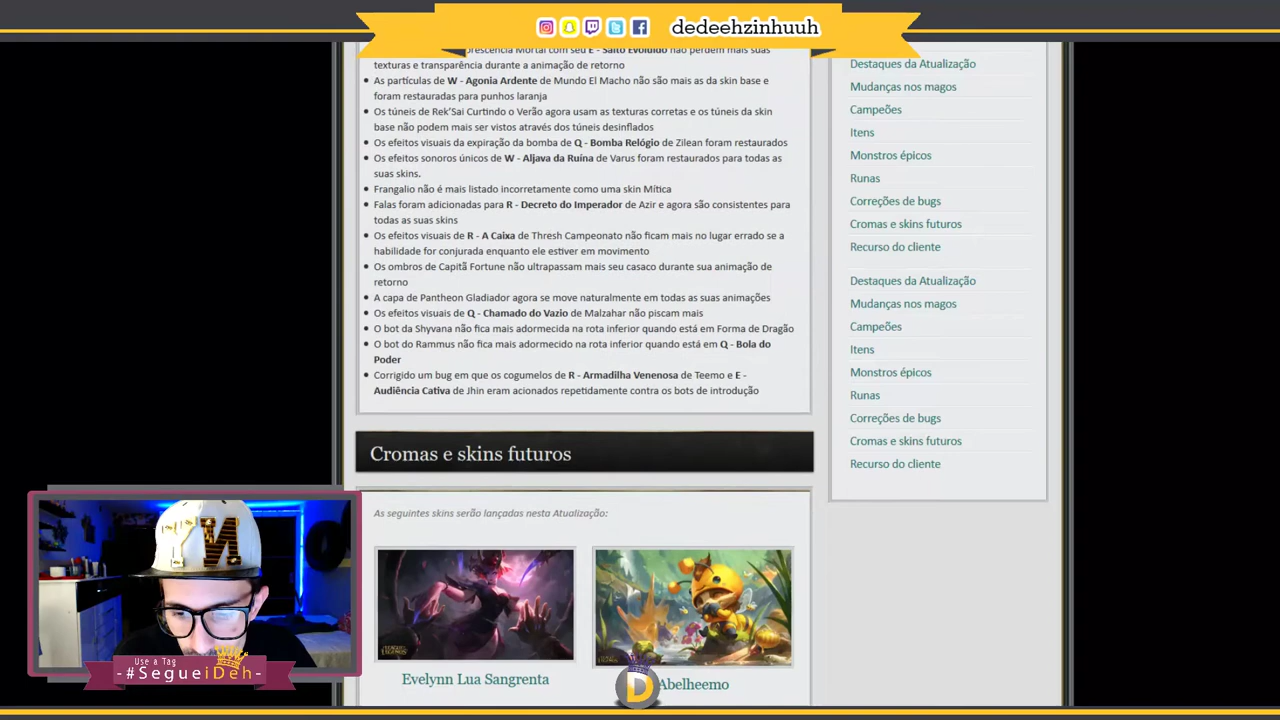 dedeehzinhuuh
prescência Mortal com seu E - Salto Evoluído não perdem mais suas
texturas e transparência durante a animação de retorno
As partículas de W - Agonia Ardente de Mundo El Macho não são mais as da skin base e
foram restauradas para punhos laranja
Os túneis de Rek'Sai Curtindo o Verão agora usam as texturas corretas e os túneis da skin
base não podem mais ser vistos através dos túneis desinflados
Os efeitos visuais da expiração da bomba de Q - Bomba Relógio de Zilean foram restaurados
Os efeitos sonoros únicos de W - Aljava da Ruína de Varus foram restaurados para todas as
suas skins.
Frangalio não é mais listado incorretamente como uma skin Mítica
Falas foram adicionadas para R - Decreto do Imperador de Azir e agora são consistentes para
todas as suas skins
Os efeitos visuais de R - A Caixa de Thresh Campeonato não ficam mais no lugar errado se a
habilidade for conjurada enquanto ele estiver em movimento
Os ombros de Capitã Fortune não ultrapassam mais seu casaco durante sua animação de
retorno
A capa de Pantheon Gladiador agora se move naturalmente em todas as suas animações
Os efeitos visuais de Q - Chamado do Vazio de Malzahar não piscam mais
O bot da Shyvana não fica mais adormecida na rota inferior quando está em Forma de Dragão
O bot do Rammus não fica mais adormecido na rota inferior quando está em Q - Bola do
Poder
Corrigido um bug em que os cogumelos de R - Armadilha Venenosa de Teemo e E -
Audiência Cativa de Jhin eram acionados repetidamente contra os bots de introdução
Cromas e skins futuros
As seguintes skins serão lançadas nesta Atualização:
Evelynn Lua Sangrenta
Abelheemo
Destaques da Atualização
Mudanças nos magos
Campeões
Itens
Monstros épicos
Runas
Correções de bugs
Cromas e skins futuros
Recurso do cliente
Destaques da Atualização
Mudanças nos magos
Campeões
Itens
Monstros épicos
Runas
Correções de bugs
Cromas e skins futuros
Recurso do cliente
Use a Tag
-#SegueiDeh-
D